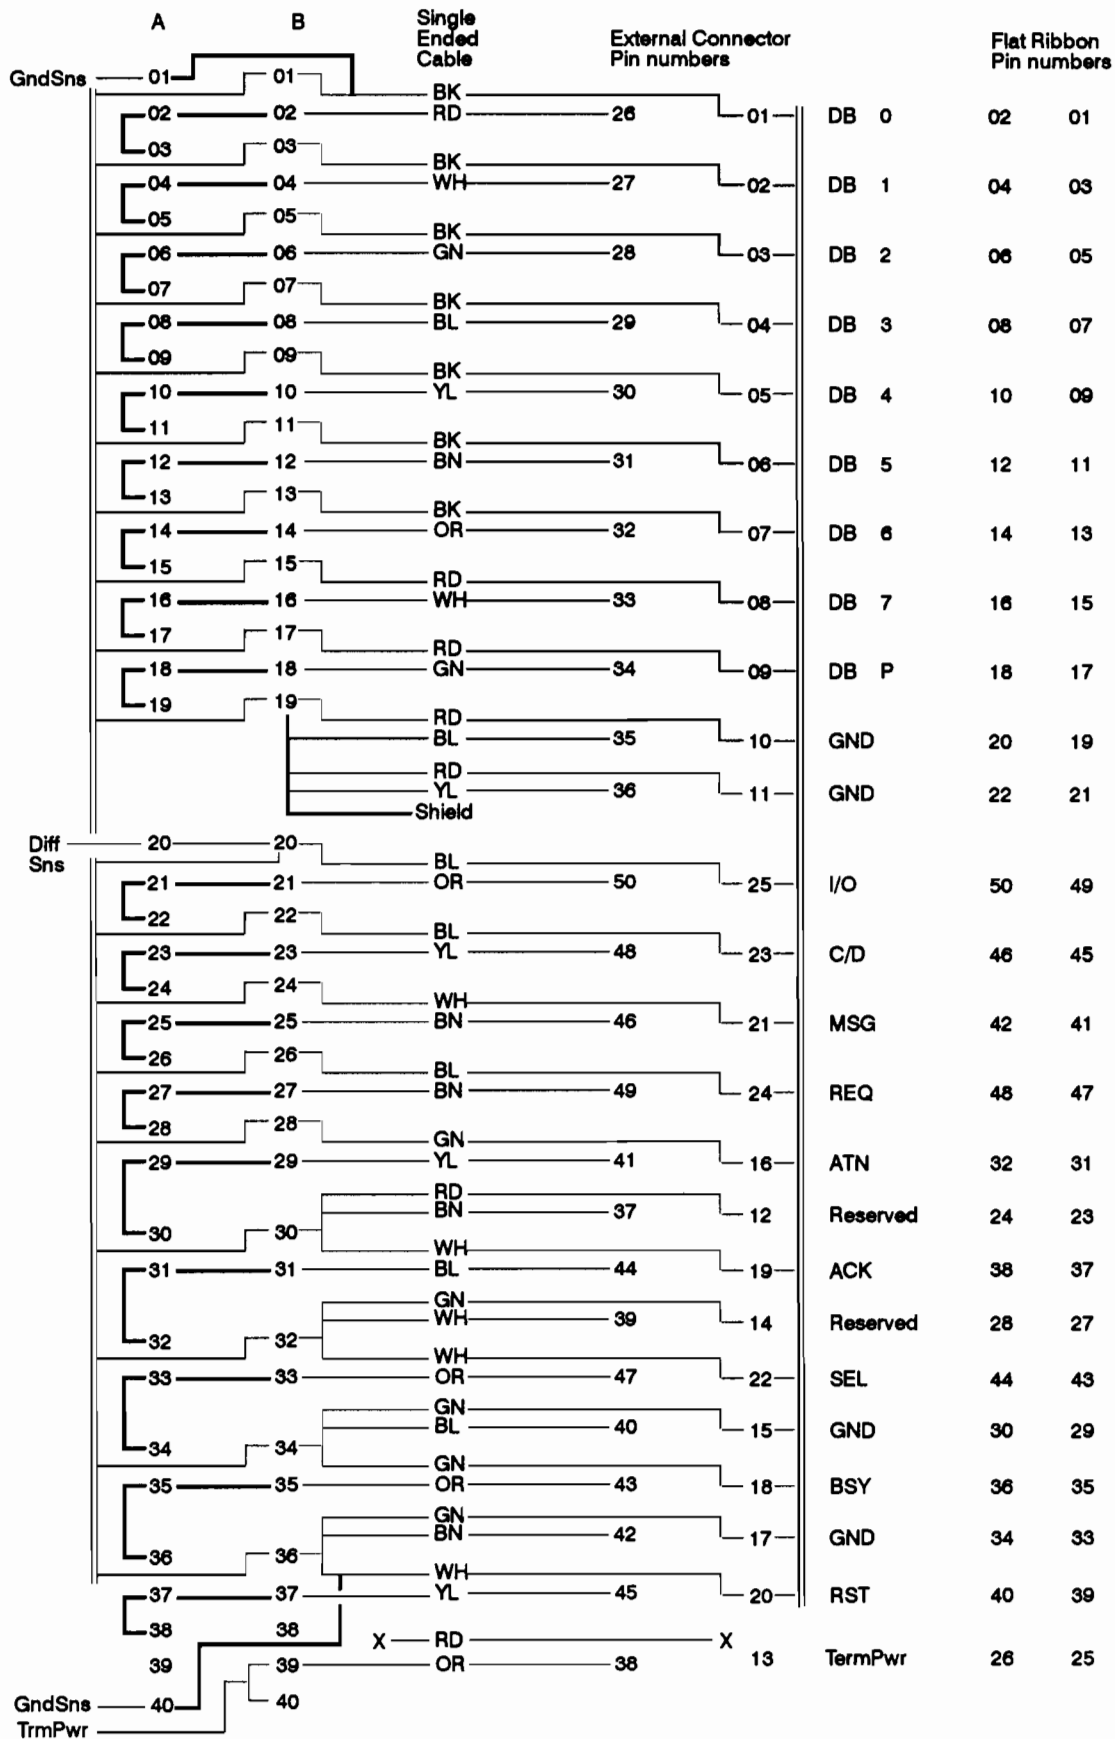 A B Single Ended Cable External Connector Pin numbers Flat Ribbon Pin numbers
GndSns 01 01
BK
02 02 RD 26 01 DB 0 02 01
03 03
BK
04 04 WH 27 02 DB 1 04 03
05 05
BK
06 06 GN 28 03 DB 2 06 05
07 07
BK
08 08 BL 29 04 DB 3 08 07
09 09
BK
10 10 YL 30 05 DB 4 10 09
11 11
BK
12 12 BN 31 06 DB 5 12 11
13 13
BK
14 14 OR 32 07 DB 6 14 13
15 15
RD
16 16 WH 33 08 DB 7 16 15
17 17
RD
18 18 GN 34 09 DB P 18 17
19 19
RD
BL 35 10 GND 20 19
RD
YL 36 11 GND 22 21
Shield
Diff Sns 20 20
BL
21 21 OR 50 25 I/O 50 49
22 22
BL
23 23 YL 48 23 C/D 46 45
24 24
WH
25 25 BN 46 21 MSG 42 41
26 26
BL
27 27 BN 49 24 REQ 48 47
28 28
GN
29 29 YL 41 16 ATN 32 31
RD
BN 37 12 Reserved 24 23
30 30
WH
31 31 BL 44 19 ACK 38 37
GN
WH 39 14 Reserved 28 27
32 32
WH
33 33 OR 47 22 SEL 44 43
GN
BL 40 15 GND 30 29
34 34
GN
35 35 OR 43 18 BSY 36 35
GN
BN 42 17 GND 34 33
36 36
WH
37 37 YL 45 20 RST 40 39
38 38
X RD X
39 39 OR 38 13 TermPwr 26 25
GndSns 40 40
TrmPwr